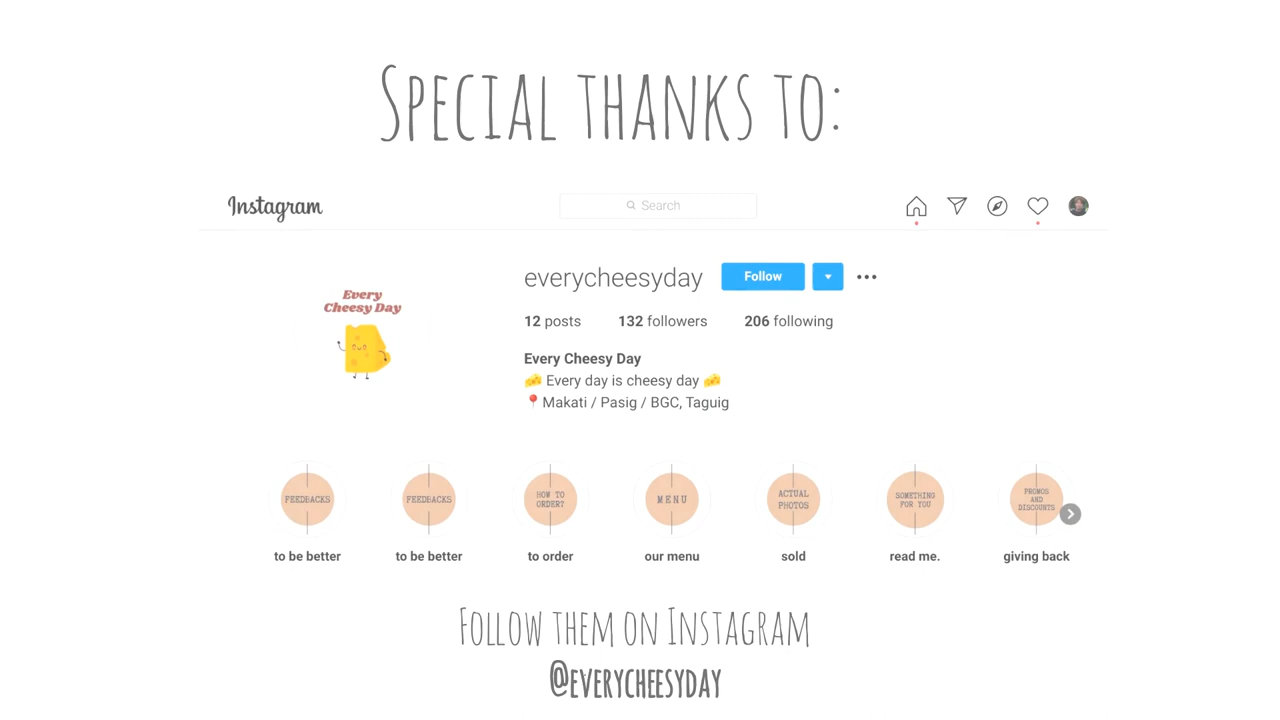 SPECIAL THANKS TO:
Instagram
Search
everycheesyday Follow
12 posts 132 followers 206 following
Every Cheesy Day
Every Cheesy Day
🧀 Every day is cheesy day 🧀
📍Makati / Pasig / BGC, Taguig
FEEDBACKS
FEEDBACKS
HOW TO
ORDER?
MENU
ACTUAL
PHOTOS
SOMETHING
FOR YOU
PROMOS
AND
DISCOUNTS
to be better to be better to order our menu sold read me. giving back
FOLLOW THEM ON INSTAGRAM
@EVERYCHEESYDAY